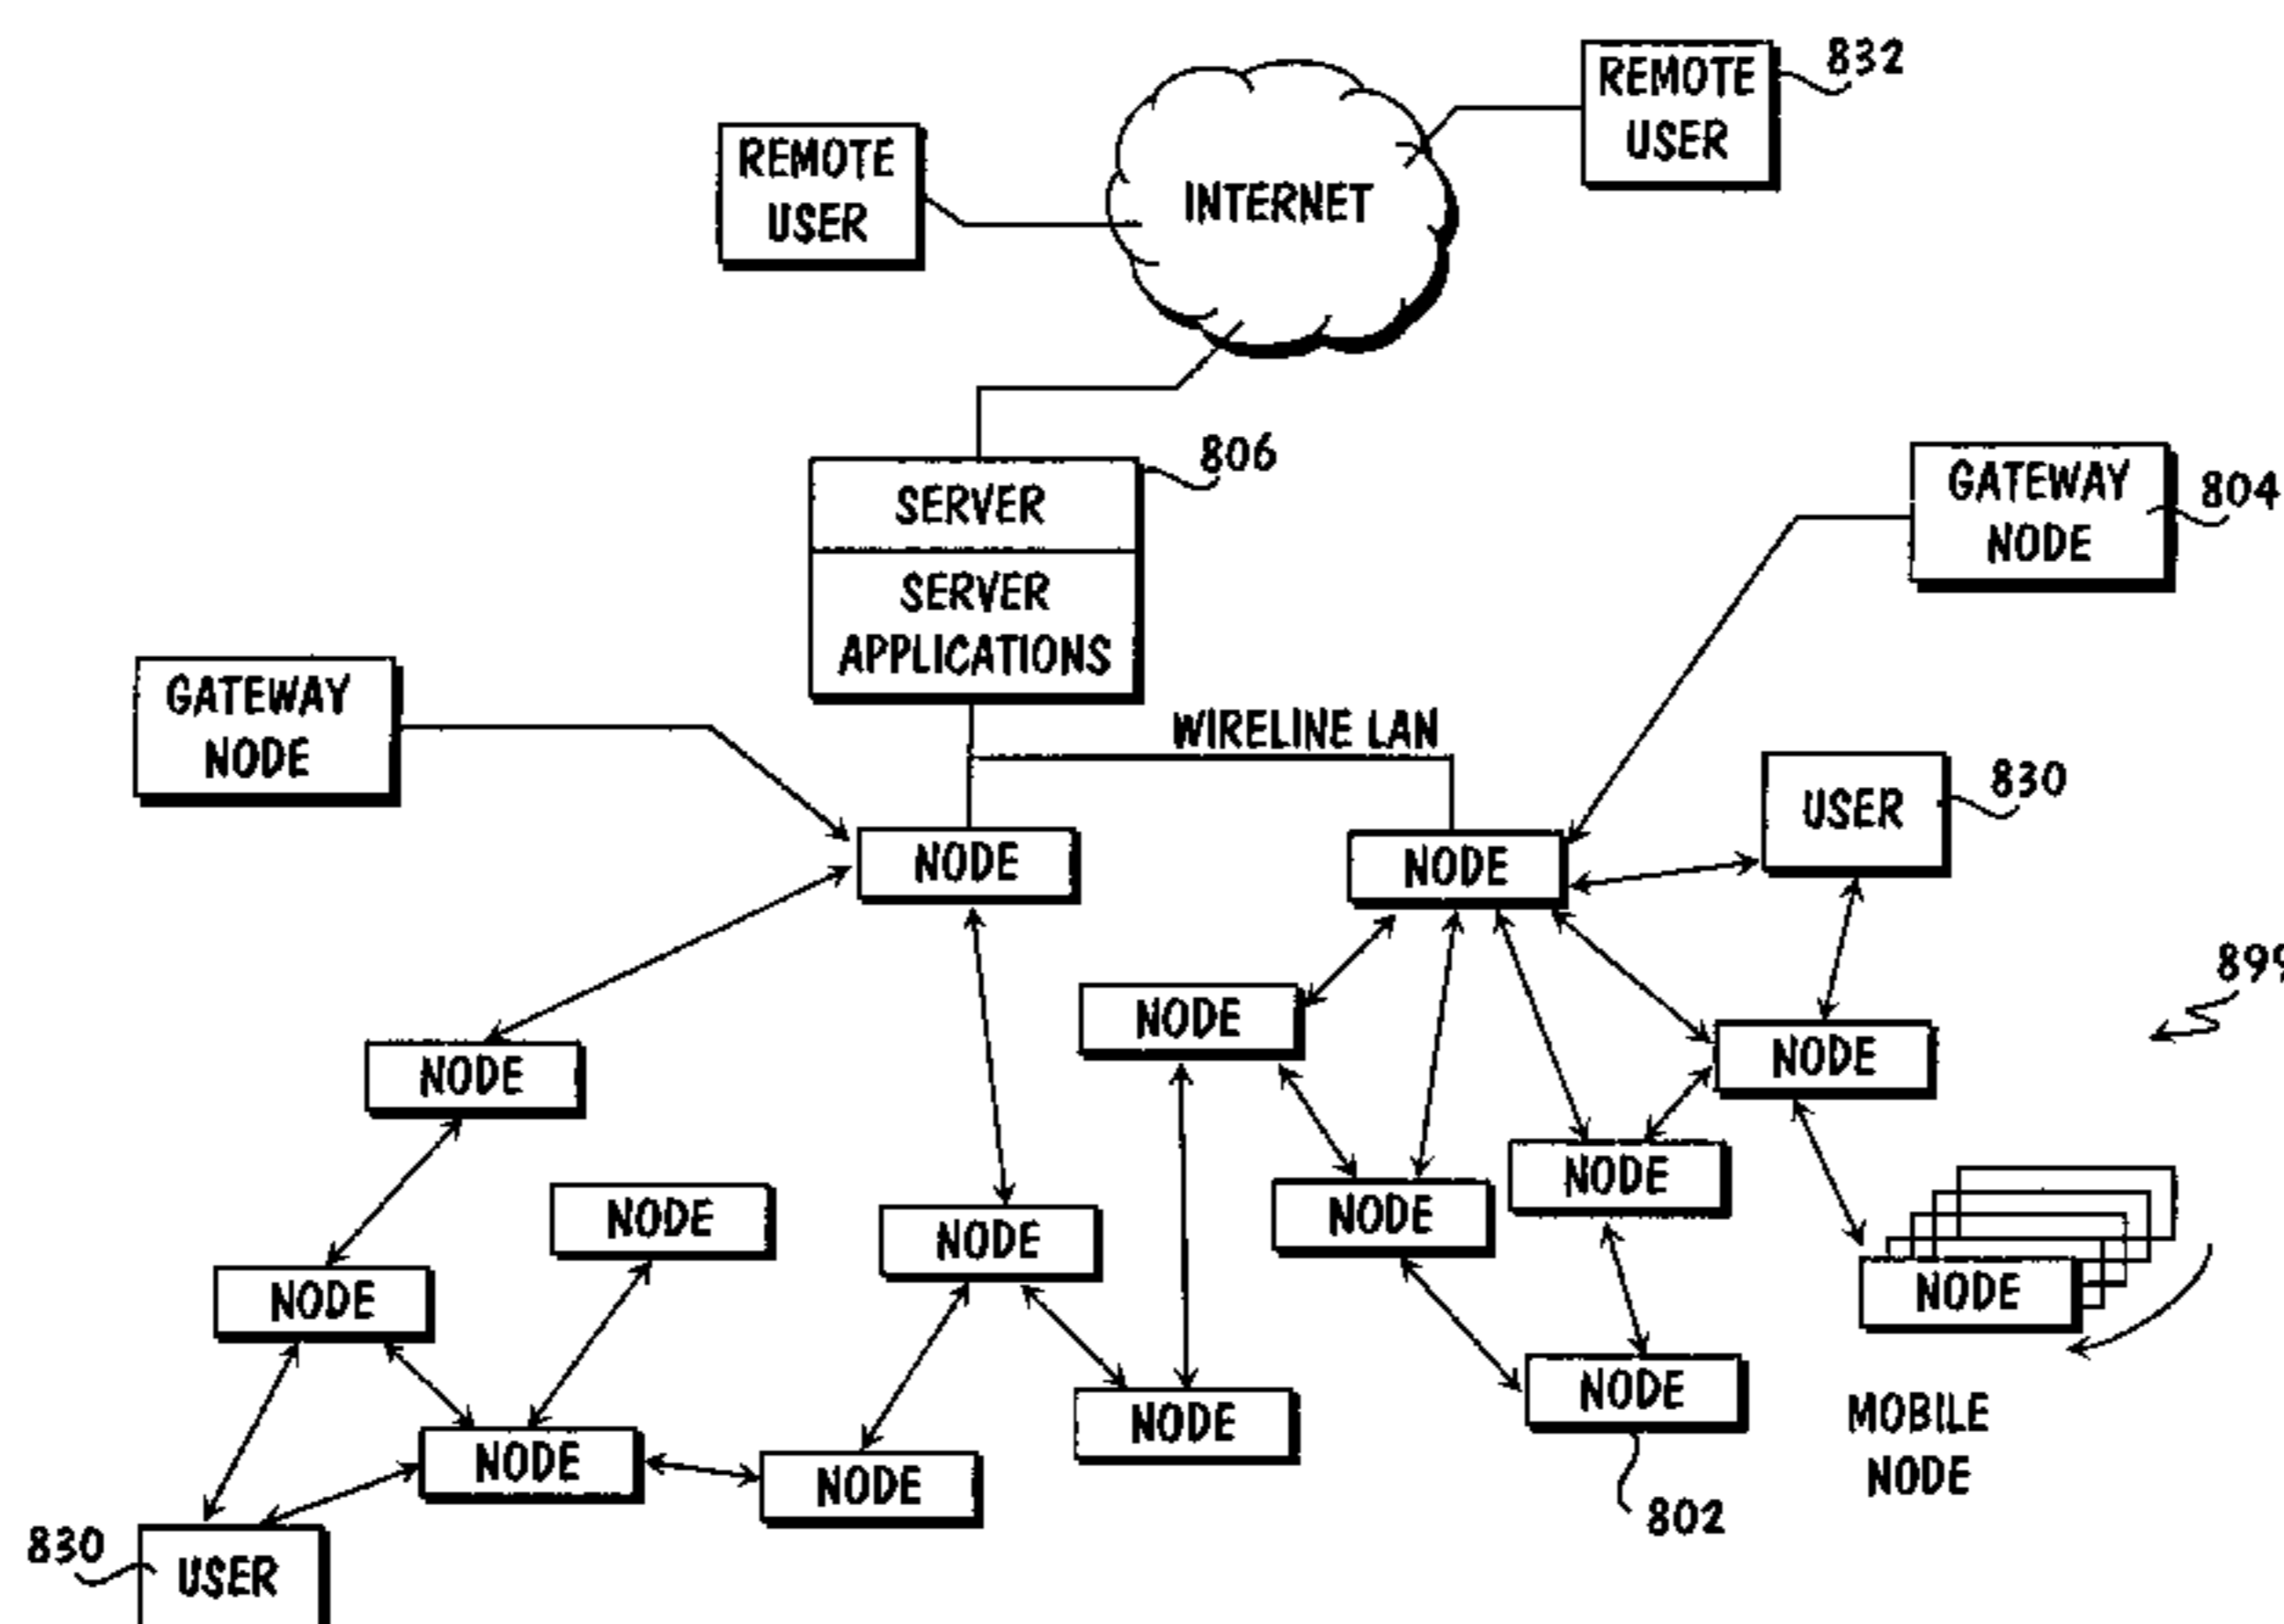 832
REMOTE
USER
REMOTE
USER
INTERNET
806
SERVER
SERVER
APPLICATIONS
GATEWAY
NODE
804
GATEWAY
NODE
WIRELINE LAN
USER
830
NODE
NODE
899
NODE
NODE
NODE
NODE
NODE
NODE
NODE
NODE
NODE
NODE
MOBILE
NODE
NODE
NODE
NODE
NODE
802
830
USER